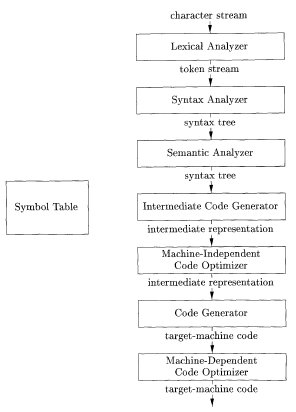 character stream
Lexical Analyzer
token stream
Syntax Analyzer
syntax tree
Semantic Analyzer
syntax tree
Symbol Table
Intermediate Code Generator
intermediate representation
Machine-Independent
Code Optimizer
intermediate representation
Code Generator
target-machine code
Machine-Dependent
Code Optimizer
target-machine code